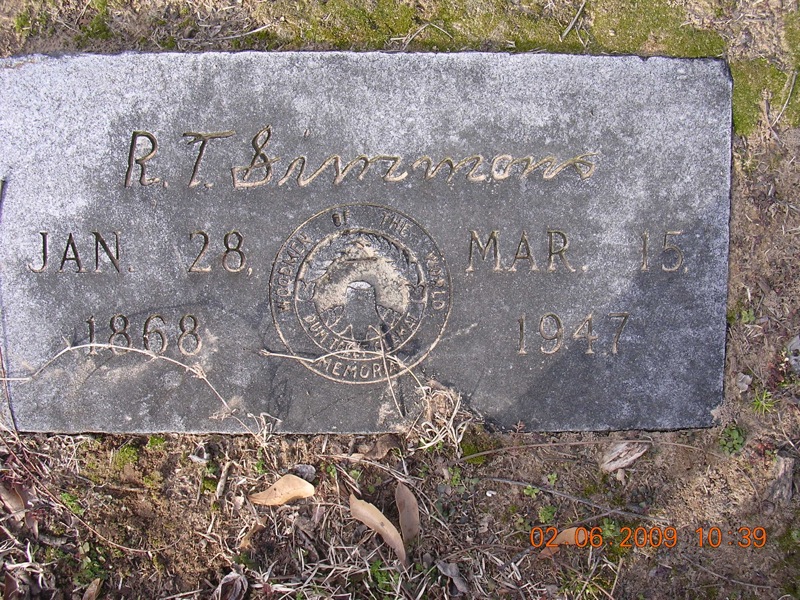 R. T. Simmons
JAN. 28, MAR. 15,
1868 1947
WOODMEN OF THE WORLD
MEMORIAL
02/06/2009 10:39